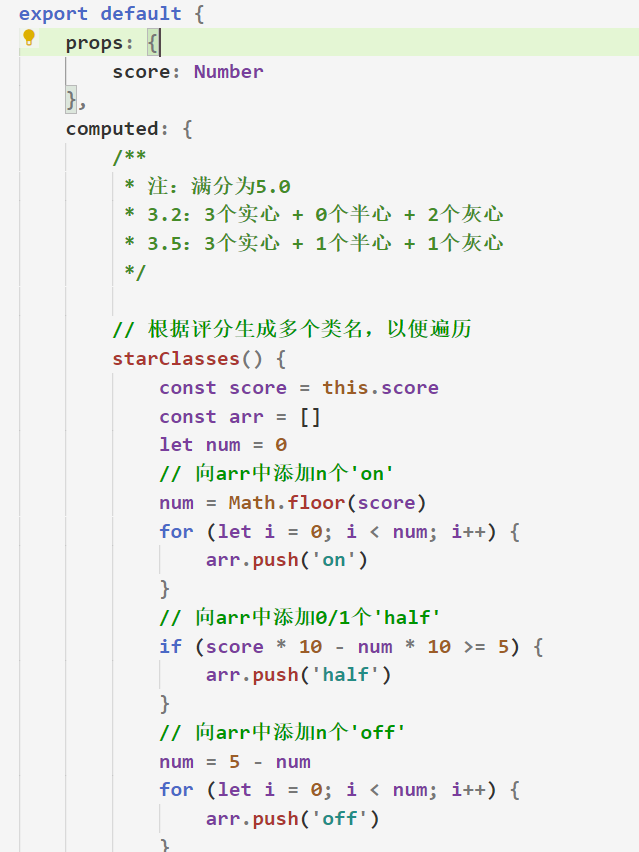 export default {
    props: {
        score: Number
    },
    computed: {
        /**
         * 注：满分为5.0
         * 3.2：3个实心 + 0个半心 + 2个灰心
         * 3.5：3个实心 + 1个半心 + 1个灰心
         */
        // 根据评分生成多个类名，以便遍历
        starClasses() {
            const score = this.score
            const arr = []
            let num = 0
            // 向arr中添加n个'on'
            num = Math.floor(score)
            for (let i = 0; i < num; i++) {
                arr.push('on')
            }
            // 向arr中添加0/1个'half'
            if (score * 10 - num * 10 >= 5) {
                arr.push('half')
            }
            // 向arr中添加n个'off'
            num = 5 - num
            for (let i = 0; i < num; i++) {
                arr.push('off')
            }